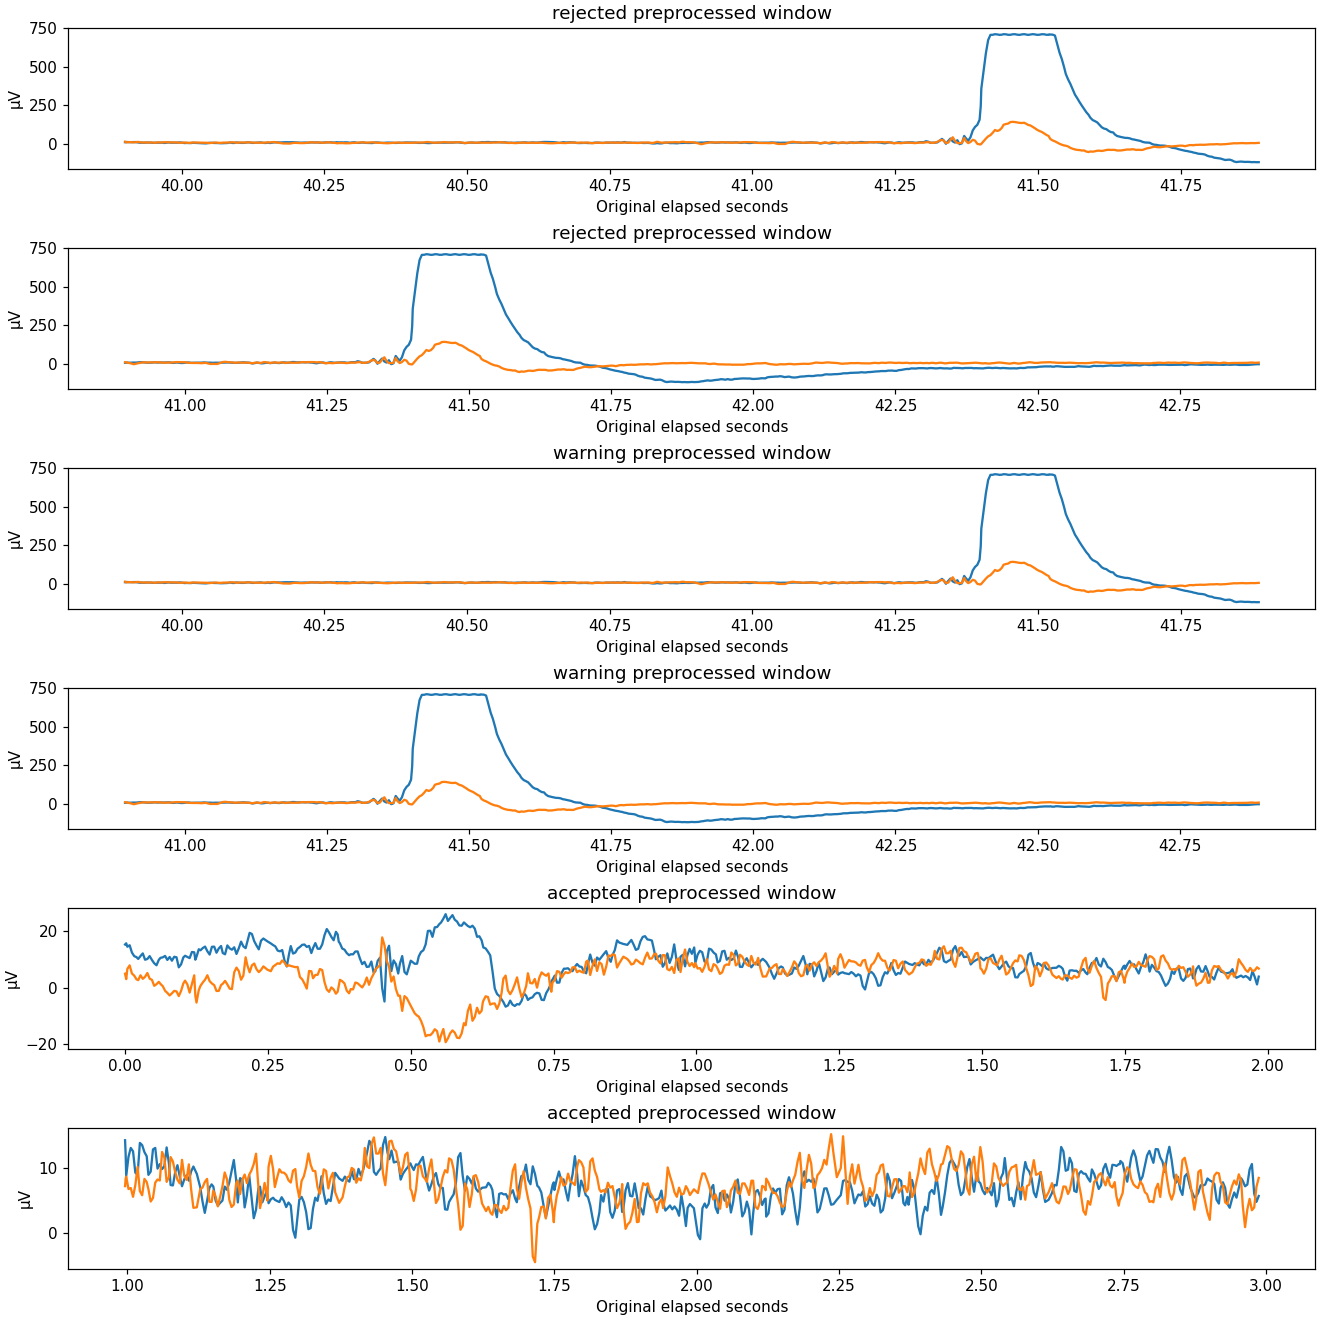 rejected preprocessed window
750
500
250
0
µV
40.00 40.25 40.50 40.75 41.00 41.25 41.50 41.75
Original elapsed seconds
rejected preprocessed window
750
500
250
0
µV
41.00 41.25 41.50 41.75 42.00 42.25 42.50 42.75
Original elapsed seconds
warning preprocessed window
750
500
250
0
µV
40.00 40.25 40.50 40.75 41.00 41.25 41.50 41.75
Original elapsed seconds
warning preprocessed window
750
500
250
0
µV
41.00 41.25 41.50 41.75 42.00 42.25 42.50 42.75
Original elapsed seconds
accepted preprocessed window
20
0
−20
µV
0.00 0.25 0.50 0.75 1.00 1.25 1.50 1.75 2.00
Original elapsed seconds
accepted preprocessed window
10
0
µV
1.00 1.25 1.50 1.75 2.00 2.25 2.50 2.75 3.00
Original elapsed seconds